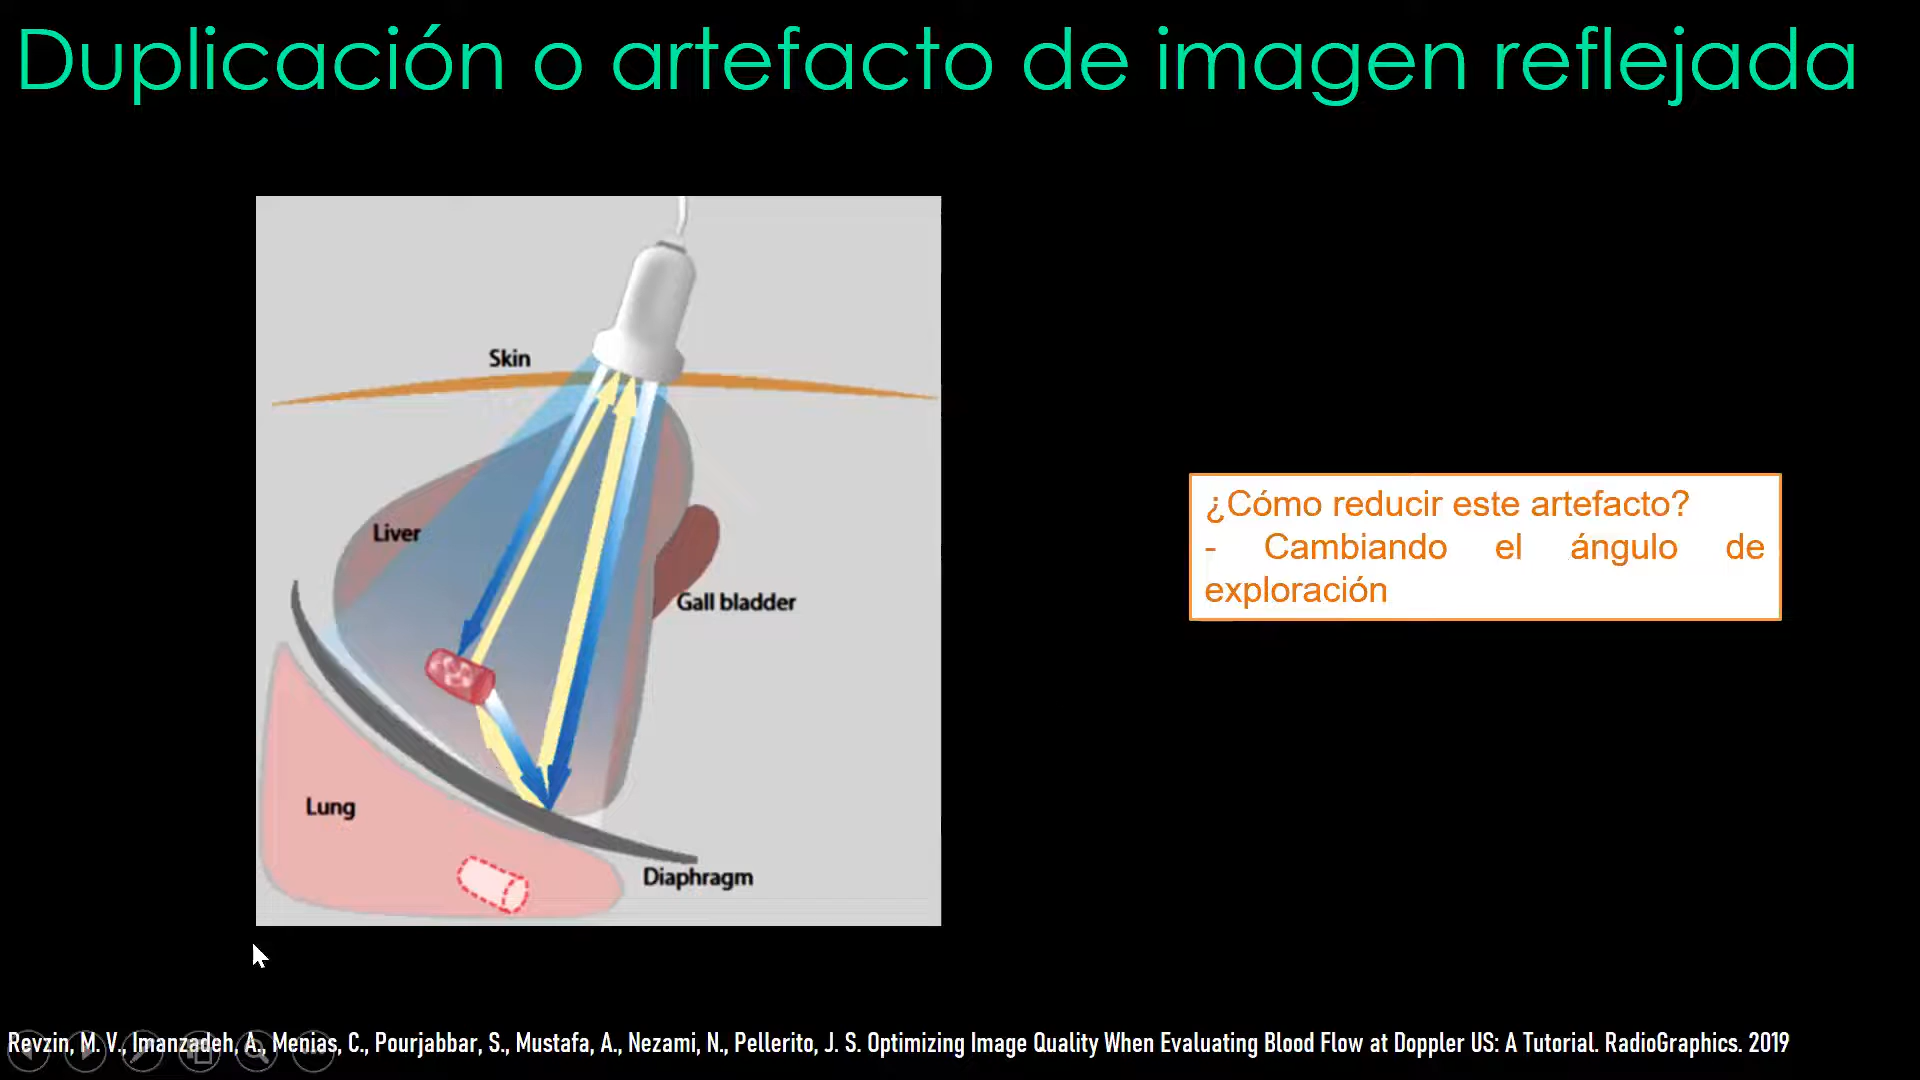 Duplicación o artefacto de imagen reflejada
Skin
Liver
Gall bladder
Lung
Diaphragm
¿Cómo reducir este artefacto?
- Cambiando el ángulo de
exploración
Revzin, M. V., Imanzadeh, A., Menias, C., Pourjabbar, S., Mustafa, A., Nezami, N., Pellerito, J. S. Optimizing Image Quality When Evaluating Blood Flow at Doppler US: A Tutorial. RadioGraphics. 2019